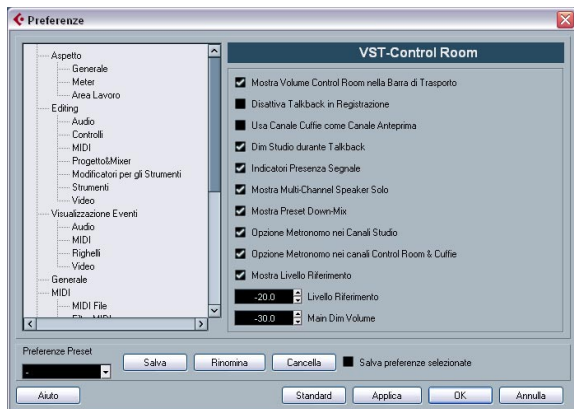 Preferenze
Aspetto
Generale
Meter
Area Lavoro
Editing
Audio
Controlli
MIDI
Progetto&Mixer
Modificatori per gli Strumenti
Strumenti
Video
Visualizzazione Eventi
Audio
MIDI
Righelli
Video
Generale
MIDI
MIDI File
VST-Control Room
Mostra Volume Control Room nella Barra di Trasporto
Disattiva Talkback in Registrazione
Usa Canale Cuffie come Canale Anteprima
Dim Studio durante Talkback
Indicatori Presenza Segnale
Mostra Multi-Channel Speaker Solo
Mostra Preset Down-Mix
Opzione Metronomo nei Canali Studio
Opzione Metronomo nei canali Control Room & Cuffie
Mostra Livello Riferimento
-20.0 Livello Riferimento
-30.0 Main Dim Volume
Preferenze Preset
-
Salva
Rinomina
Cancella
Salva preferenze selezionate
Aiuto
Standard
Applica
OK
Annulla